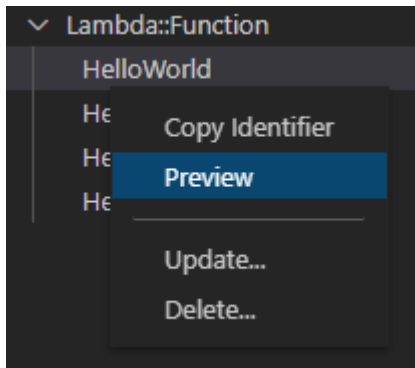 Lambda::Function
HelloWorld
He
Copy Identifier
He
Preview
He
Update...
Delete...